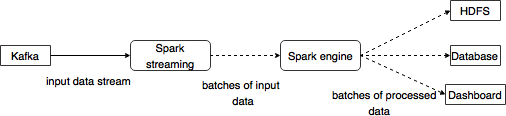 HDFS
Kafka
Spark
streaming
Spark engine
Database
input data stream
batches of input
data
batches of processed
data
Dashboard